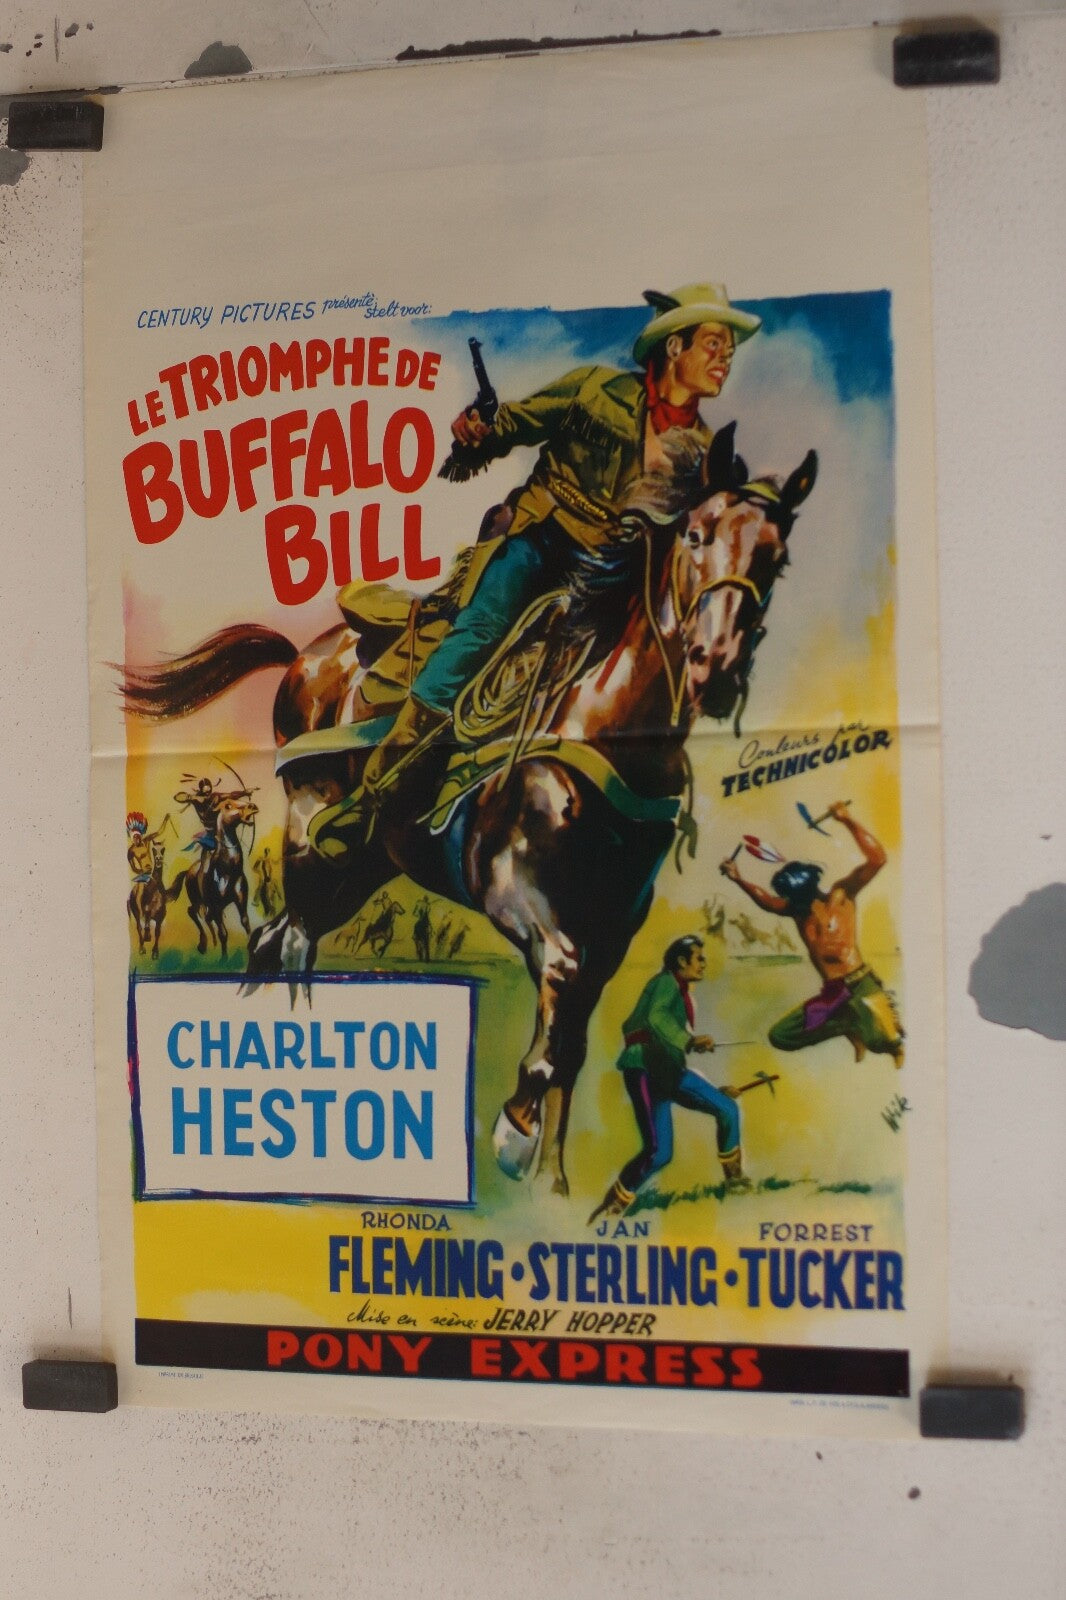 CENTURY PICTURES présente: stelt voor:
LE TRIOMPHE DE
BUFFALO
BILL
Couleurs par
TECHNICOLOR
CHARLTON
HESTON
Wik
RHONDA JAN FORREST
FLEMING • STERLING • TUCKER
Mise en scène: JERRY HOPPER
PONY EXPRESS